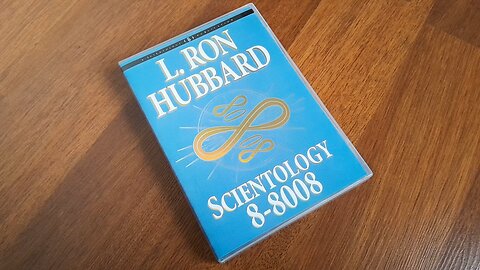 L. RON
HUBBARD
SCIENTOLOGY
8-8008